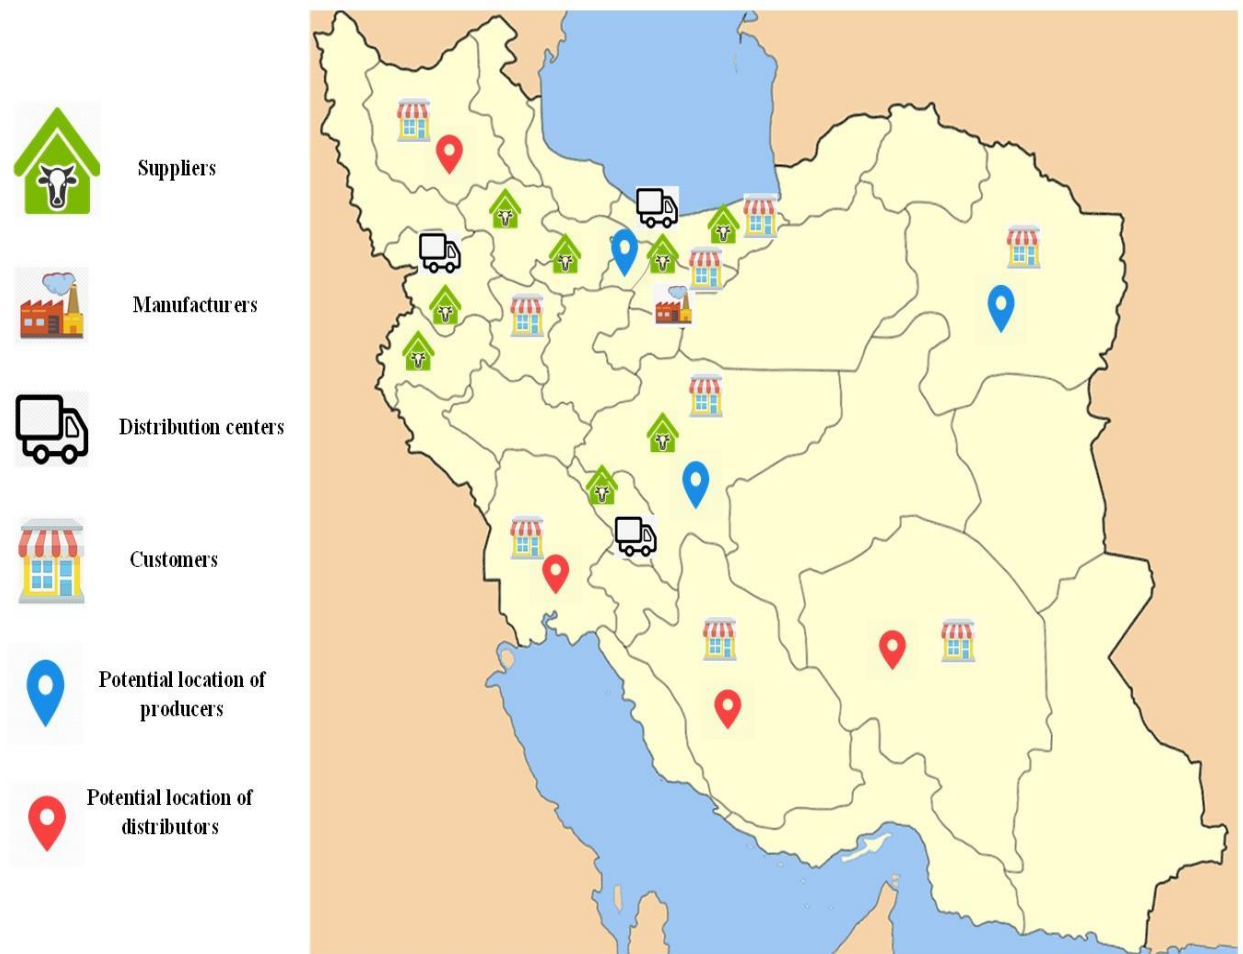 Suppliers
Manufacturers
Distribution centers
Customers
Potential location of
producers
Potential location of
distributors